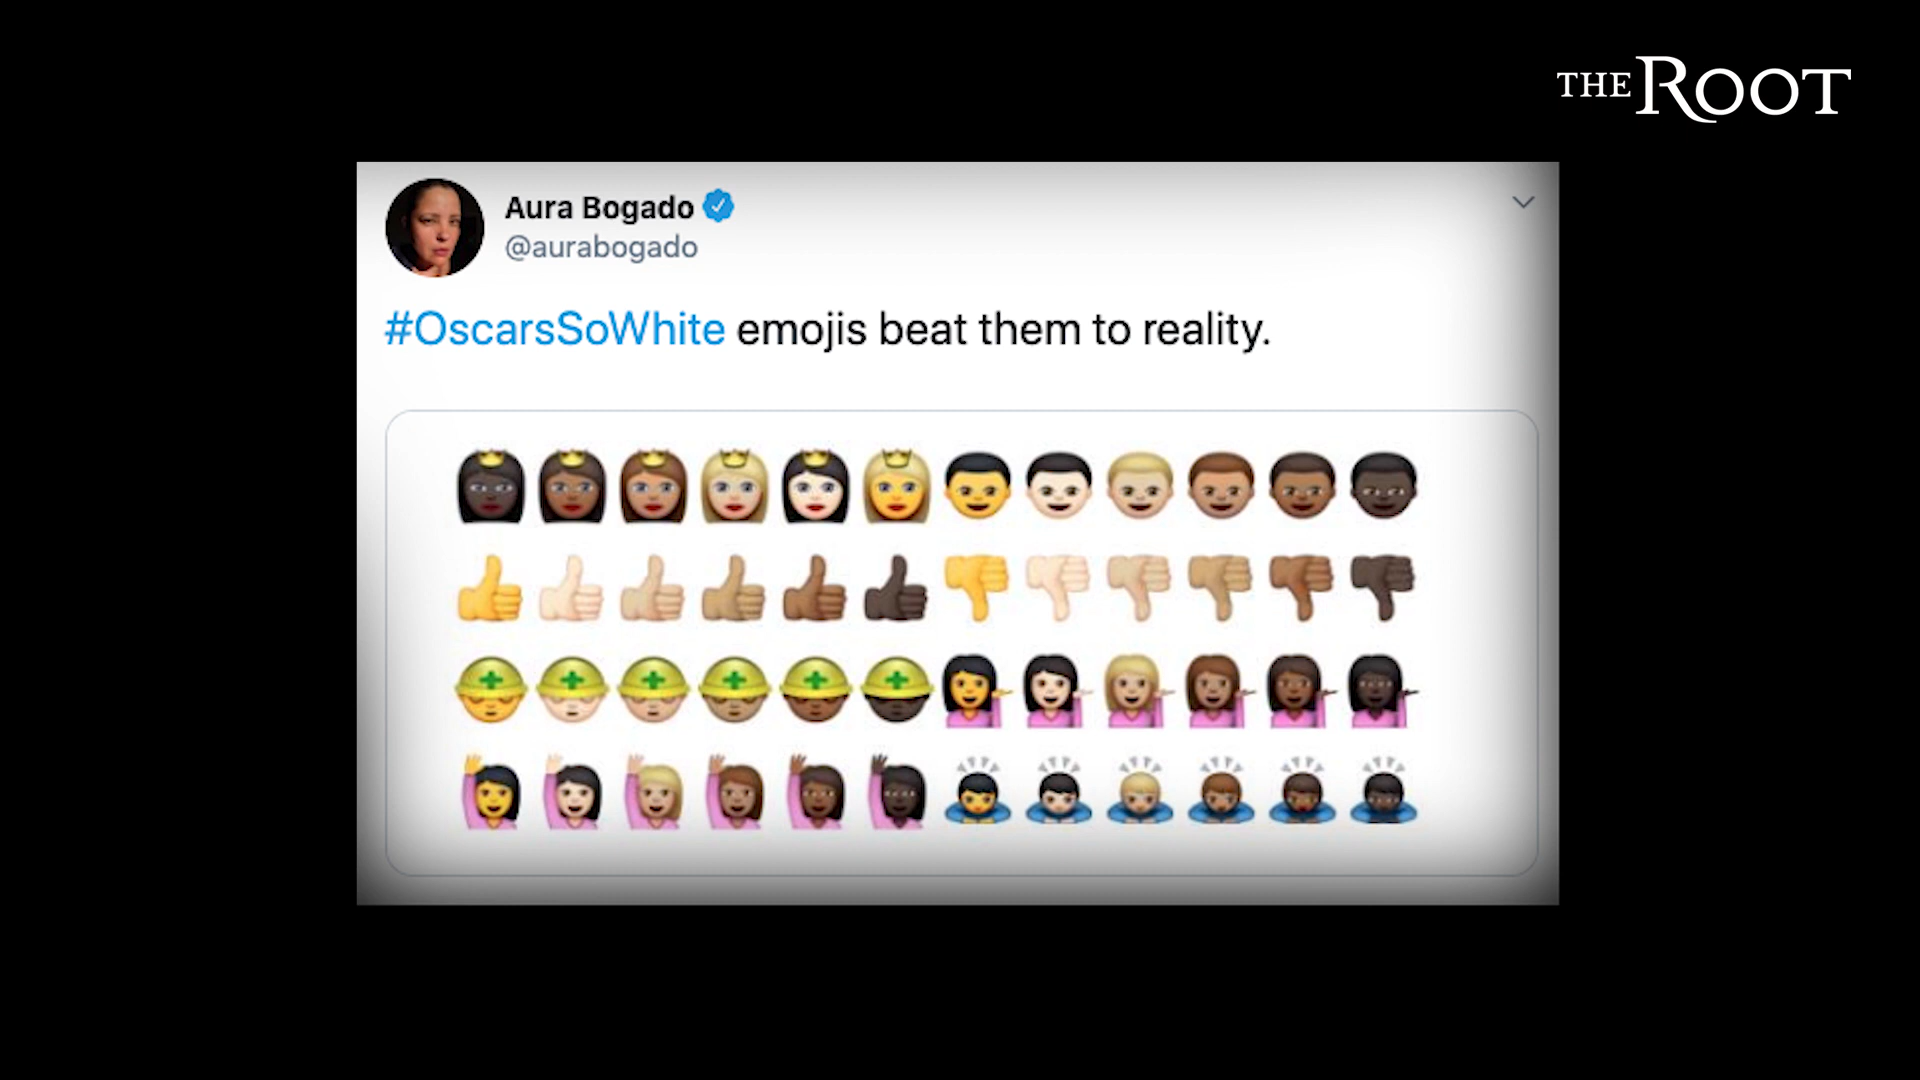 THE ROOT
Aura Bogado
@aurabogado
#OscarsSoWhite emojis beat them to reality.